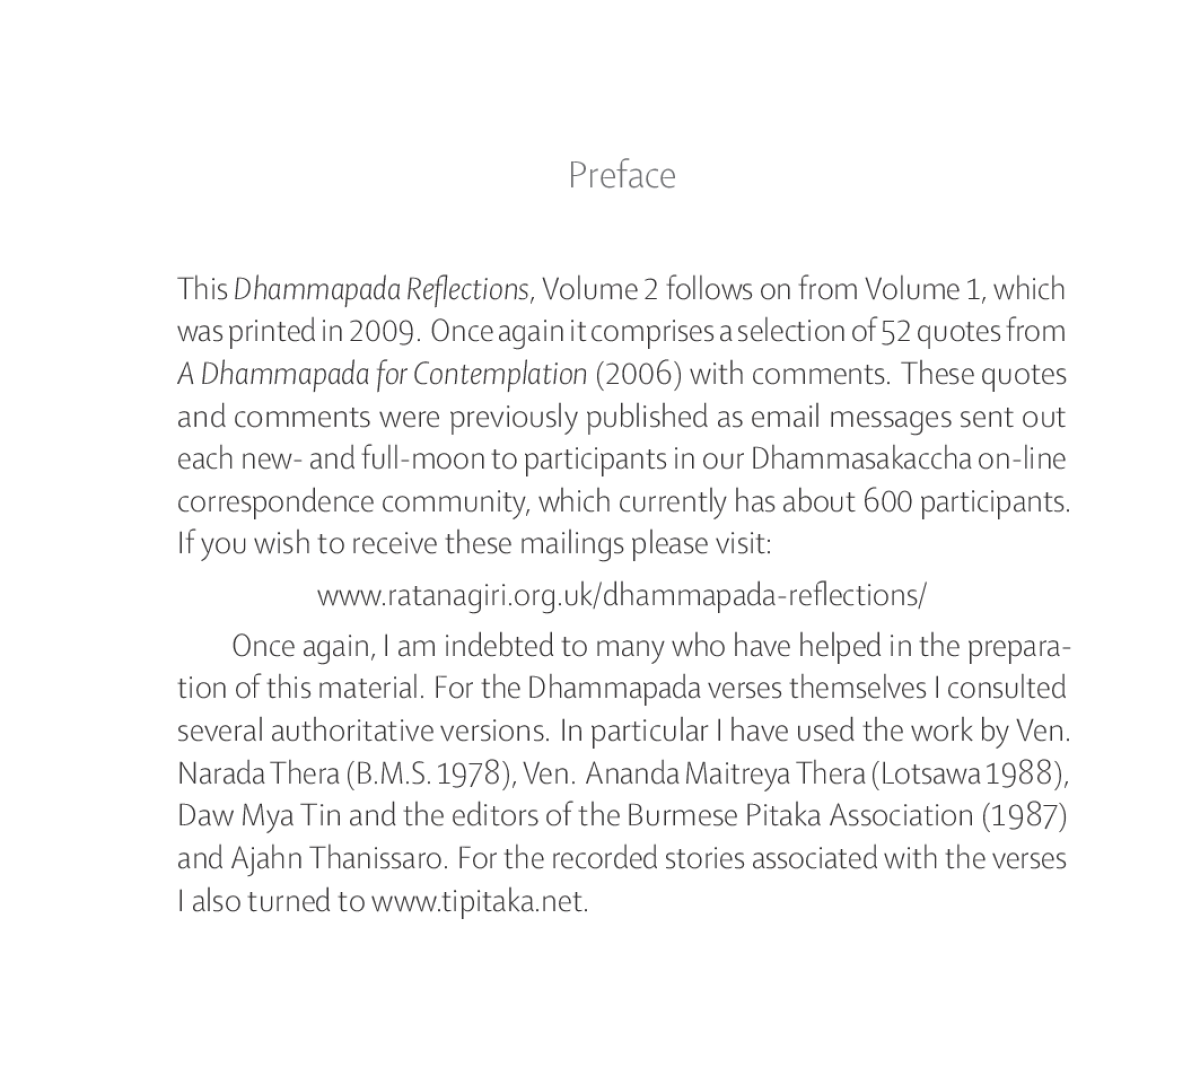 Preface
This Dhammapada Reflections, Volume 2 follows on from Volume 1, which
was printed in 2009. Once again it comprises a selection of 52 quotes from
A Dhammapada for Contemplation (2006) with comments. These quotes
and comments were previously published as email messages sent out
each new- and full-moon to participants in our Dhammasakaccha on-line
correspondence community, which currently has about 600 participants.
If you wish to receive these mailings please visit:
www.ratanagiri.org.uk/dhammapada-reflections/
Once again, I am indebted to many who have helped in the prepara-
tion of this material. For the Dhammapada verses themselves I consulted
several authoritative versions. In particular I have used the work by Ven.
Narada Thera (B.M.S. 1978), Ven. Ananda Maitreya Thera (Lotsawa 1988),
Daw Mya Tin and the editors of the Burmese Pitaka Association (1987)
and Ajahn Thanissaro. For the recorded stories associated with the verses
I also turned to www.tipitaka.net.